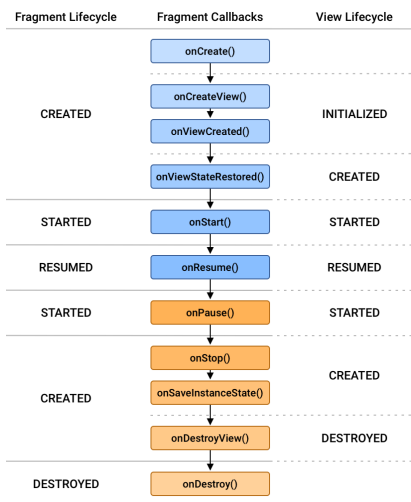 Fragment Lifecycle Fragment Callbacks View Lifecycle
onCreate()
onCreateView()
CREATED INITIALIZED
onViewCreated()
onViewStateRestored() CREATED
STARTED onStart() STARTED
RESUMED onResume() RESUMED
STARTED onPause() STARTED
onStop()
CREATED
onSaveInstanceState()
CREATED
onDestroyView() DESTROYED
DESTROYED onDestroy()